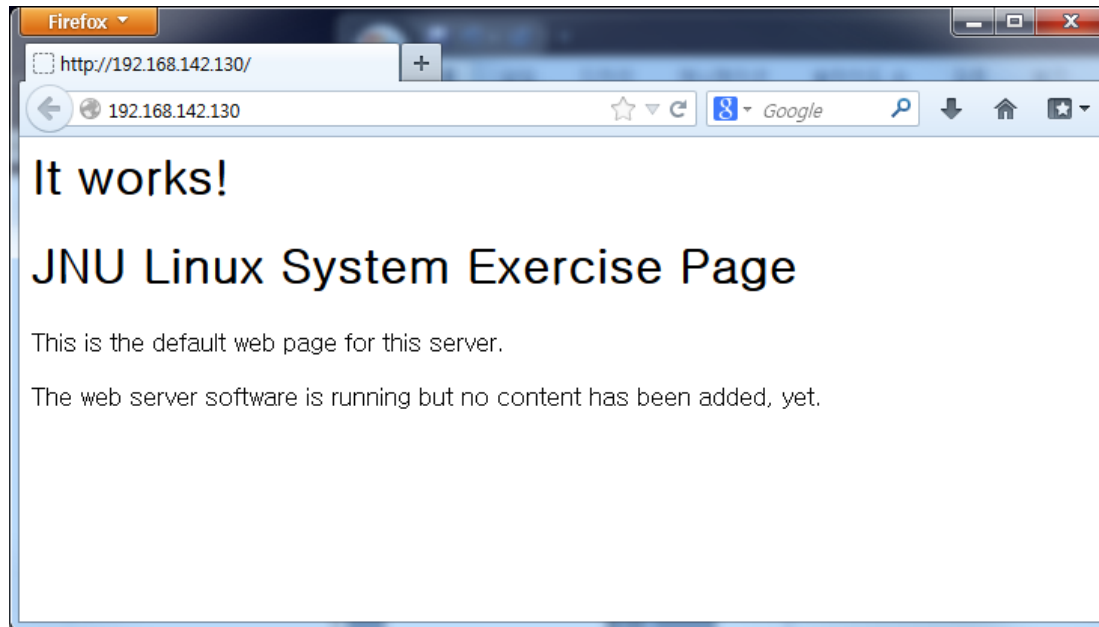 Firefox
http://192.168.142.130/
192.168.142.130
8 Google
It works!
JNU Linux System Exercise Page
This is the default web page for this server.
The web server software is running but no content has been added, yet.